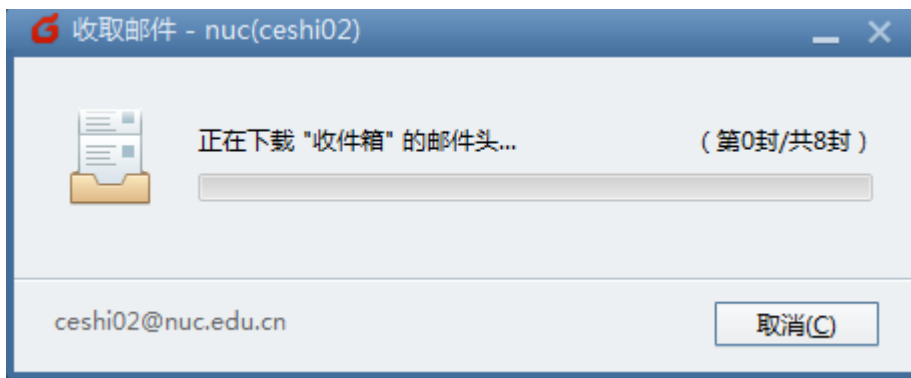 收取邮件 - nuc(ceshi02)
正在下载 "收件箱" 的邮件头... （第0封/共8封）
ceshi02@nuc.edu.cn
取消(C)